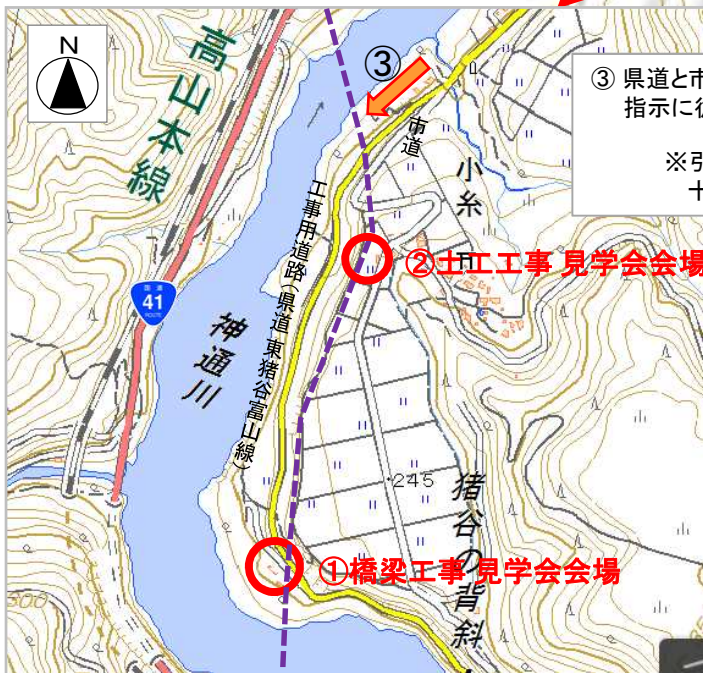 N
高山本線
③
③ 県道と市
指示に従
※引
市道
小糸
②土工工事 見学会会場
工事用道路(県道 東猪谷富山線)
国道
41
ROUTE
神通川
・245
猪谷の背斜
①橋梁工事 見学会会場
500